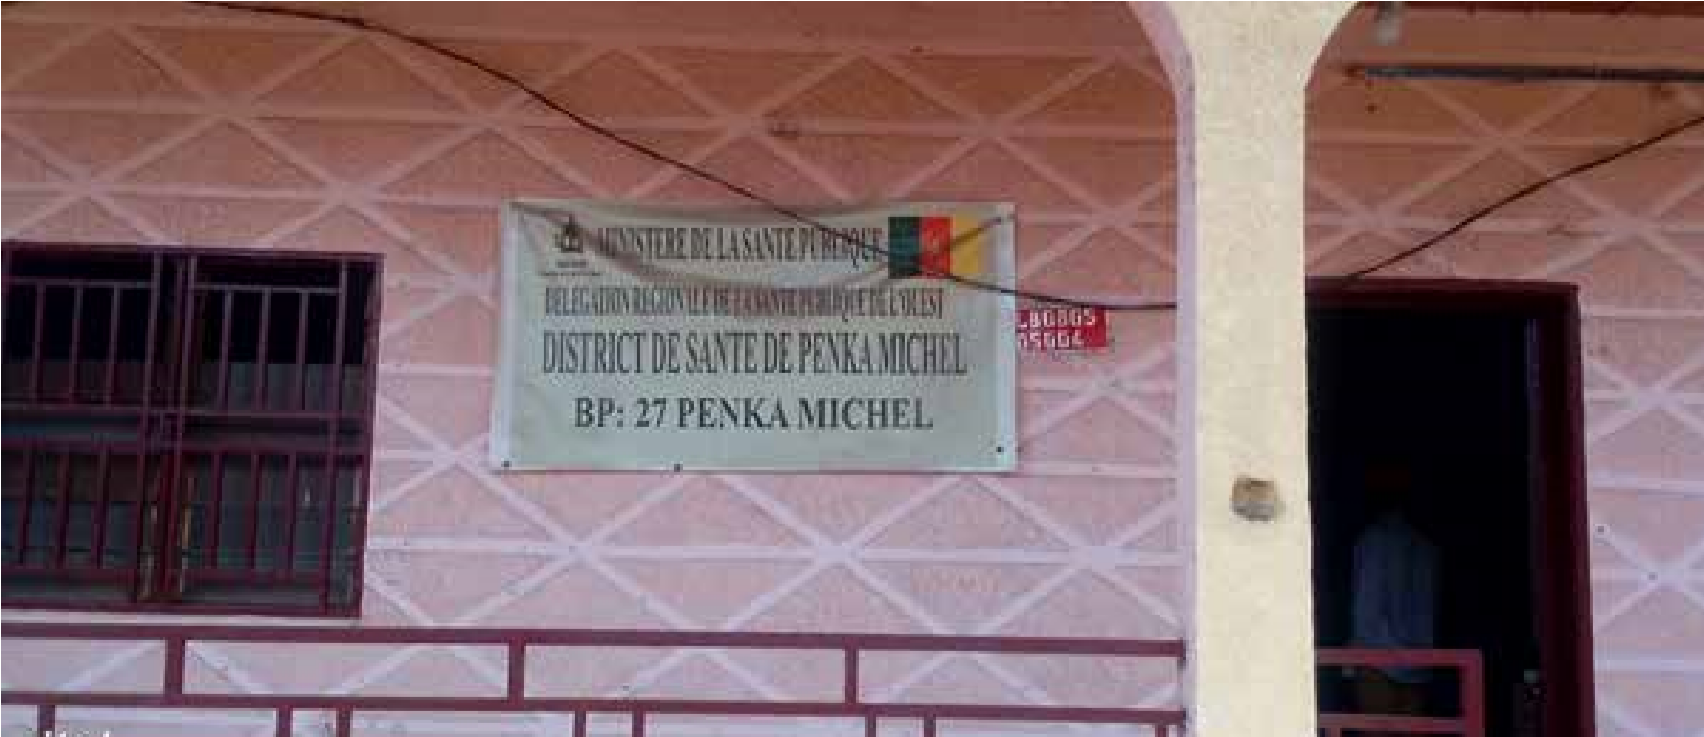 MINISTERE DE LA SANTE PUBLIQUE
DELEGATION REGIONALE DE LA SANTE PUBLIQUE DE L'OUEST
DISTRICT DE SANTE DE PENKA MICHEL
BP: 27 PENKA MICHEL